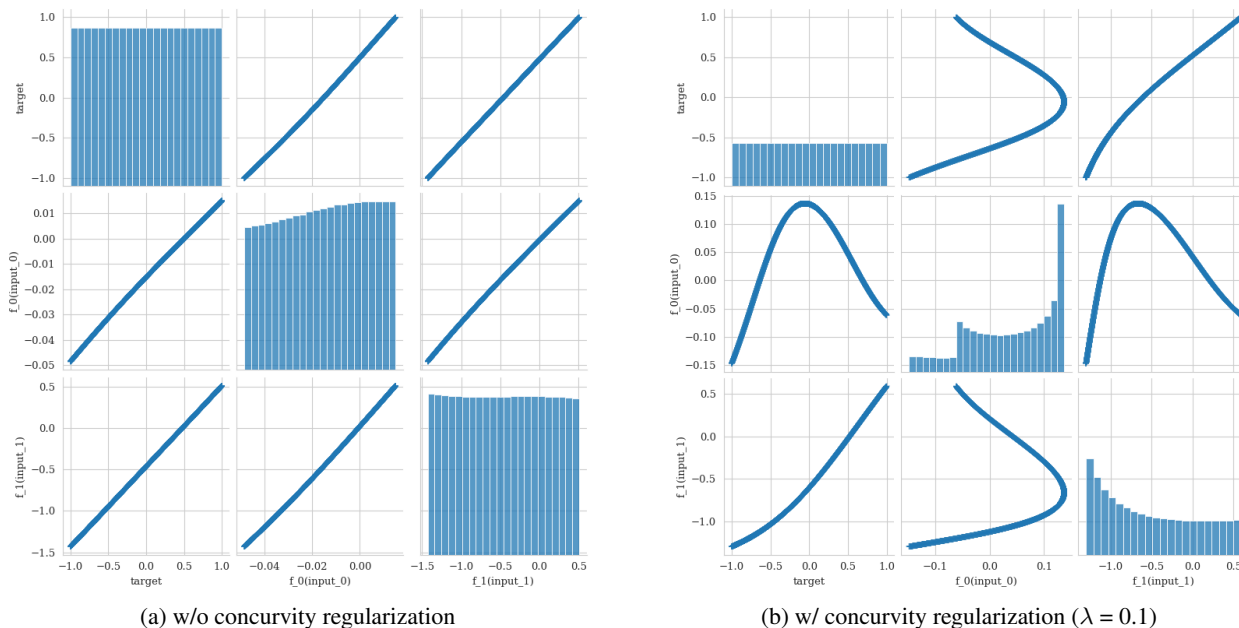 1.0
0.5
0.0
−0.5
−1.0
target
0.01
0.00
−0.01
−0.02
−0.03
−0.04
−0.05
f_0(input_0)
0.5
0.0
−0.5
−1.0
−1.5
f_1(input_1)
−1.0 −0.5 0.0 0.5 1.0
target
−0.04 −0.02 0.00
f_0(input_0)
−1.5 −1.0 −0.5 0.0 0.5
f_1(input_1)
(a) w/o concurvity regularization
1.0
0.5
0.0
−0.5
−1.0
target
0.15
0.10
0.05
0.00
−0.05
−0.10
−0.15
f_0(input_0)
0.5
0.0
−0.5
−1.0
f_1(input_1)
−1.0 −0.5 0.0 0.5 1.0
target
−0.1 0.0 0.1
f_0(input_0)
−1.0 −0.5 0.0 0.5
f_1(input_1)
(b) w/ concurvity regularization (λ = 0.1)